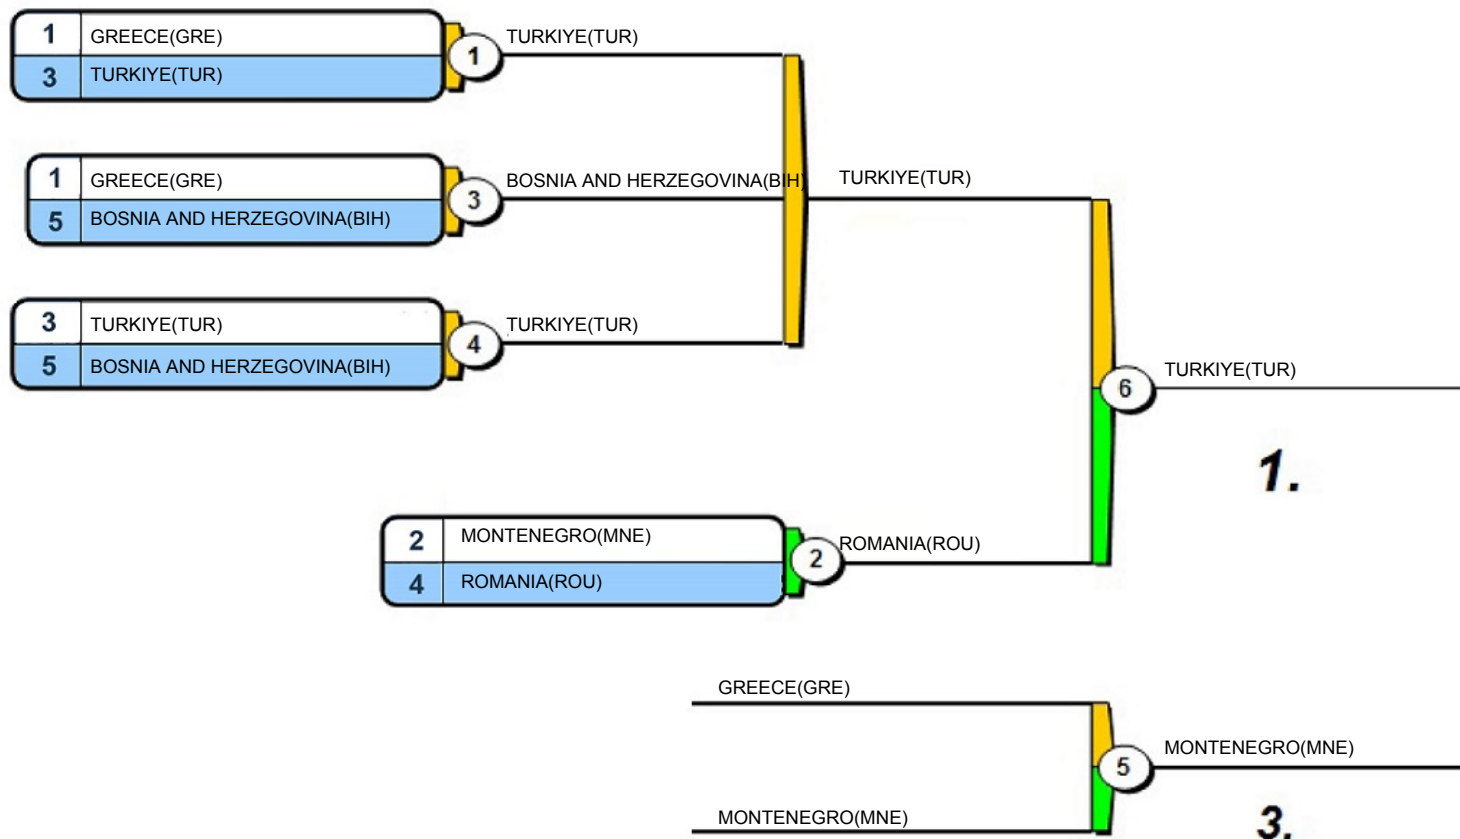 1 GREECE(GRE)
3 TURKIYE(TUR)
1 TURKIYE(TUR)
1 GREECE(GRE)
5 BOSNIA AND HERZEGOVINA(BIH)
3 BOSNIA AND HERZEGOVINA(BIH)
TURKIYE(TUR)
3 TURKIYE(TUR)
5 BOSNIA AND HERZEGOVINA(BIH)
4 TURKIYE(TUR)
6 TURKIYE(TUR)
1.
2 MONTENEGRO(MNE)
4 ROMANIA(ROU)
2 ROMANIA(ROU)
GREECE(GRE)
MONTENEGRO(MNE)
5 MONTENEGRO(MNE)
3.